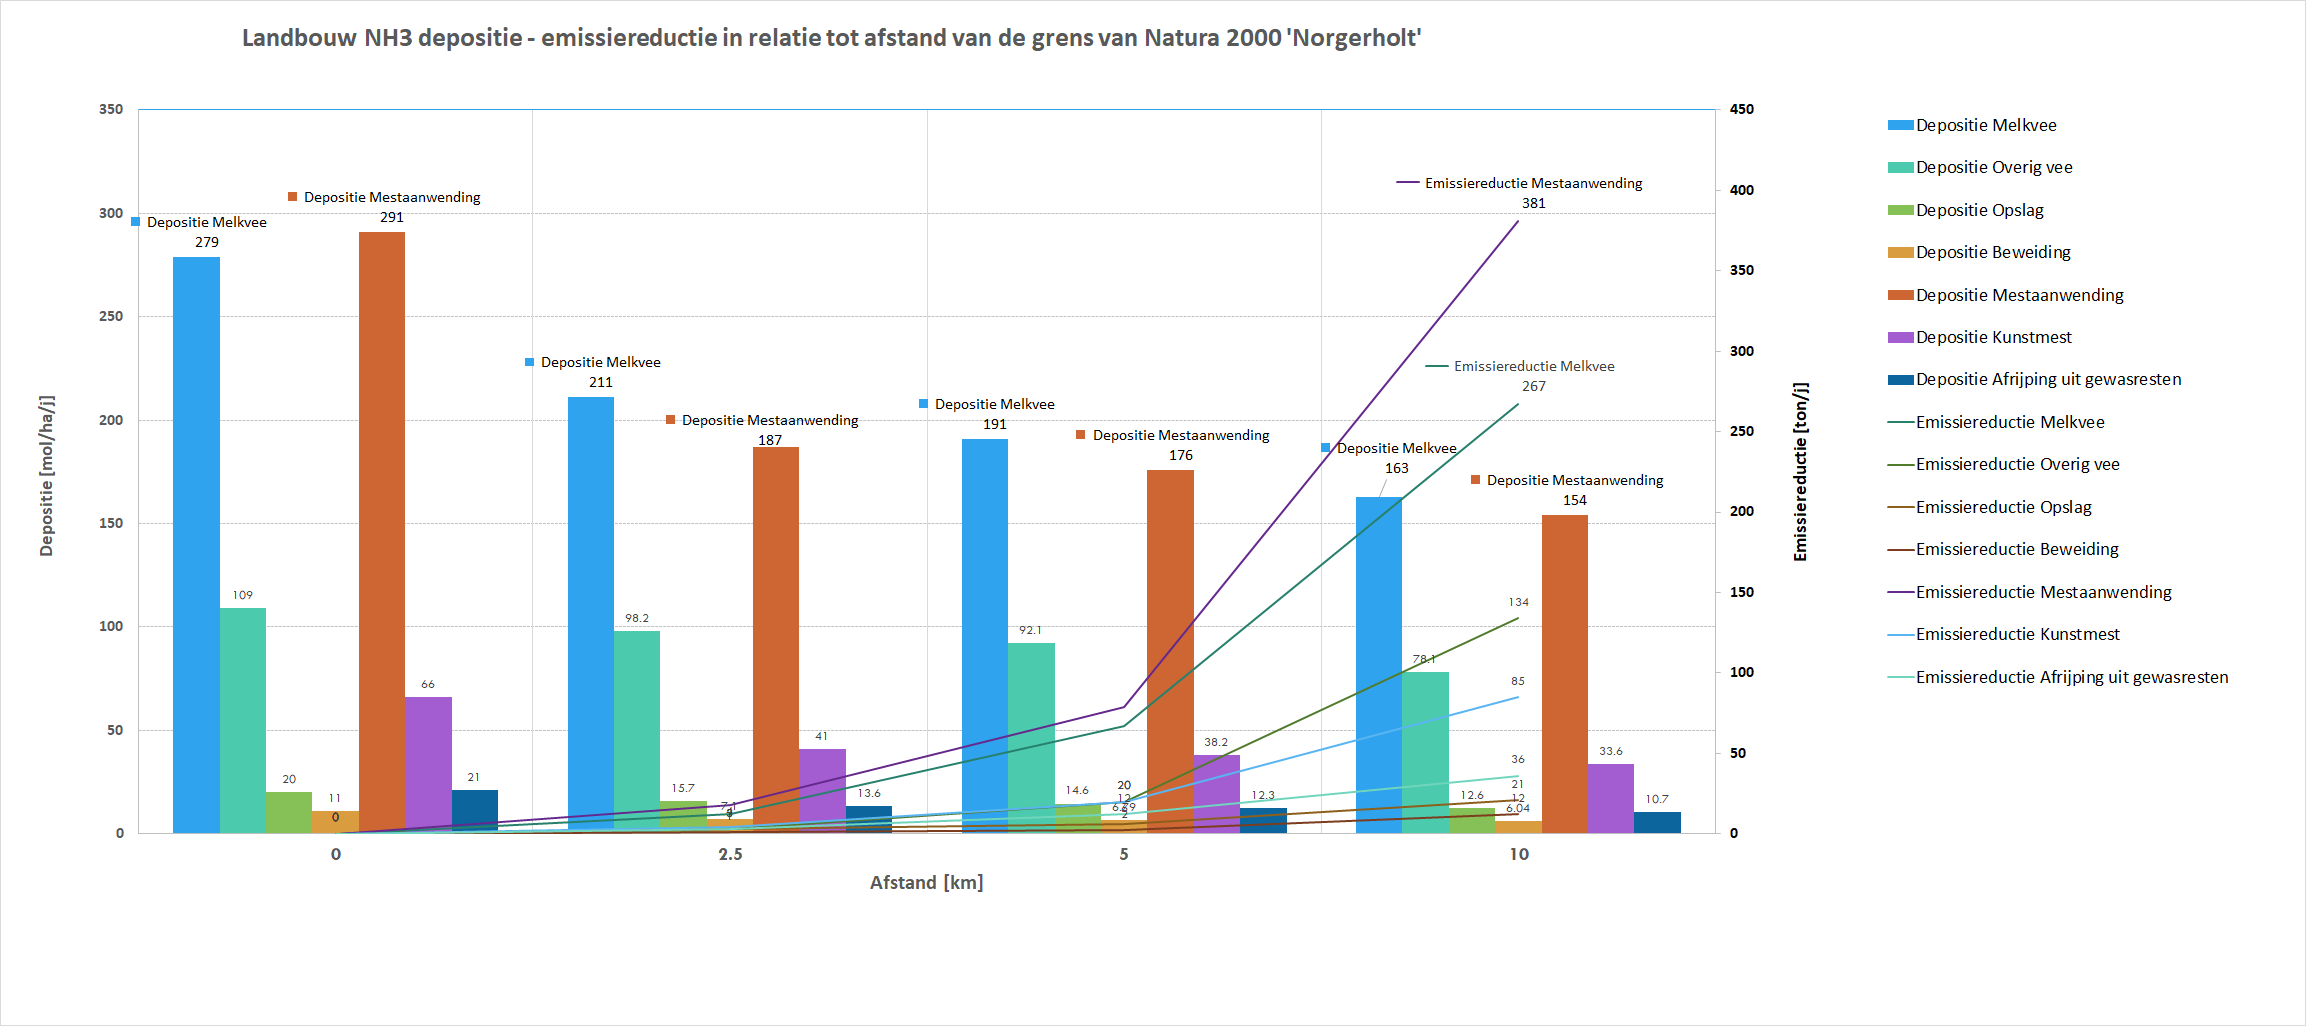 Landbouw NH3 depositie - emissiereductie in relatie tot afstand van de grens van Natura 2000 'Norgerholt'
350
300
250
200
150
100
50
0
Depositie [mol/ha/j]
450
400
350
300
250
200
150
100
50
0
Emissiereductie [ton/j]
Depositie Melkvee
279
109
20
11
0
Depositie Mestaanwending
291
66
21
Depositie Melkvee
211
98.2
15.7
7.1
Depositie Mestaanwending
187
41
13.6
Depositie Melkvee
191
92.1
14.6
20
12
2
Depositie Mestaanwending
176
38.2
12.3
Depositie Melkvee
163
78.1
12.6
6.04
Depositie Mestaanwending
154
33.6
10.7
Emissiereductie Mestaanwending
381
Emissiereductie Melkvee
267
134
85
36
21
12
0
2.5
5
10
Afstand [km]
Depositie Melkvee
Depositie Overig vee
Depositie Opslag
Depositie Beweiding
Depositie Mestaanwending
Depositie Kunstmest
Depositie Afrijping uit gewasresten
Emissiereductie Melkvee
Emissiereductie Overig vee
Emissiereductie Opslag
Emissiereductie Beweiding
Emissiereductie Mestaanwending
Emissiereductie Kunstmest
Emissiereductie Afrijping uit gewasresten